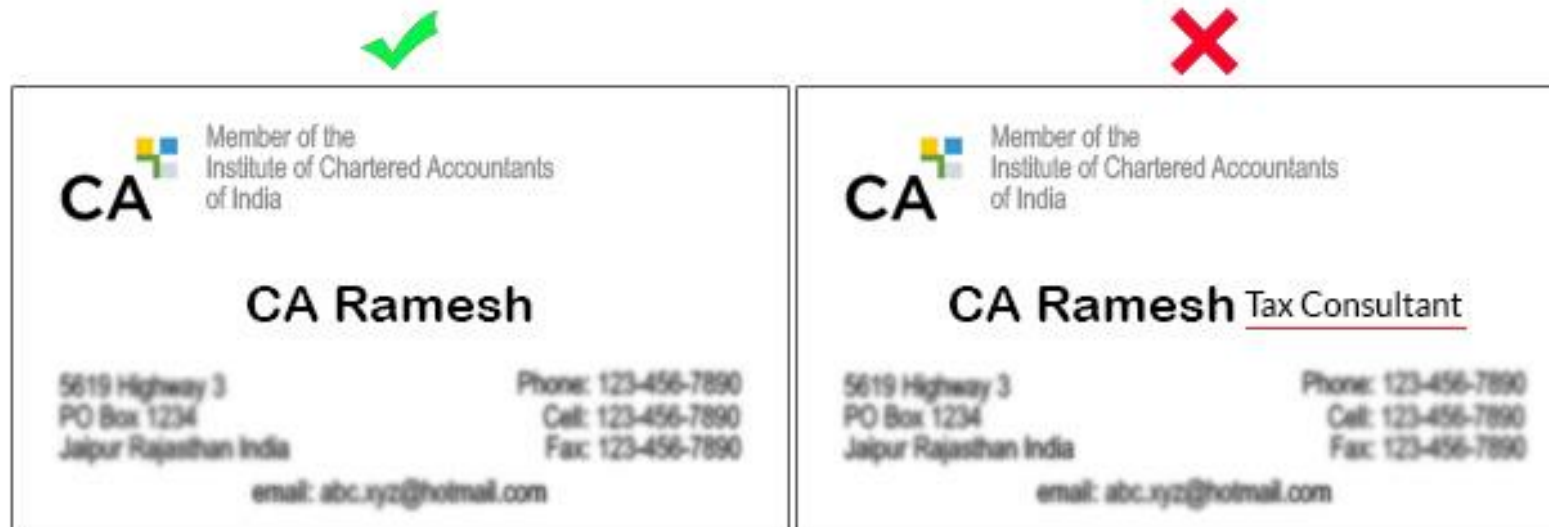 CA
Member of the
Institute of Chartered Accountants
of India
CA Ramesh
5619 Highway 3
PO Box 1234
Jaipur Rajasthan India
Phone: 123-456-7890
Cell: 123-456-7890
Fax: 123-456-7890
email: abc.xyz@hotmail.com
CA
Member of the
Institute of Chartered Accountants
of India
CA Ramesh Tax Consultant
5619 Highway 3
PO Box 1234
Jaipur Rajasthan India
Phone: 123-456-7890
Cell: 123-456-7890
Fax: 123-456-7890
email: abc.xyz@hotmail.com